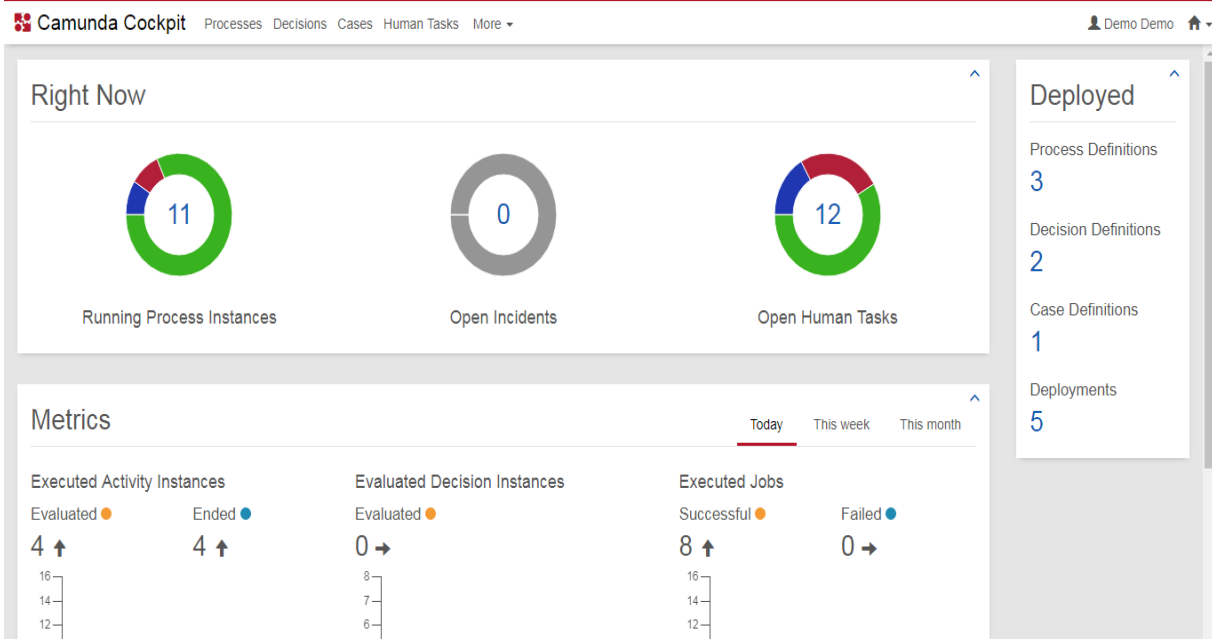 Camunda Cockpit Processes Decisions Cases Human Tasks More Demo Demo
Right Now
11
0
12
Running Process Instances Open Incidents Open Human Tasks
Deployed
Process Definitions
3
Decision Definitions
2
Case Definitions
1
Deployments
5
Metrics
Today This week This month
Executed Activity Instances Evaluated Decision Instances Executed Jobs
Evaluated Ended Evaluated Successful Failed
4 4 0 8 0
16 8 16
14 7 14
12 6 12